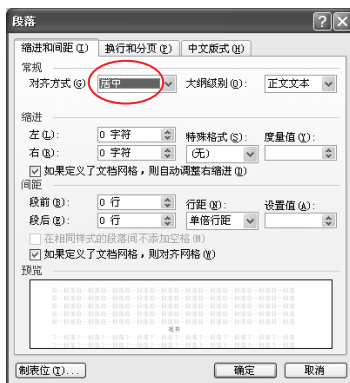 段落
缩进和间距(I) 换行和分页(P) 中文版式(H)
常规
对齐方式(G): 居中 大纲级别(O): 正文文本
缩进
左(L): 0 字符 特殊格式(S): 度量值(Y):
右(R): 0 字符 (无)
如果定义了文档网格，则自动调整右缩进(D)
间距
段前(B): 0 行 行距(N): 设置值(A):
段后(E): 0 行 单倍行距
在相同样式的段落间不添加空格(M)
如果定义了文档网格，则对齐网格(W)
预览
制表位(T)... 确定 取消